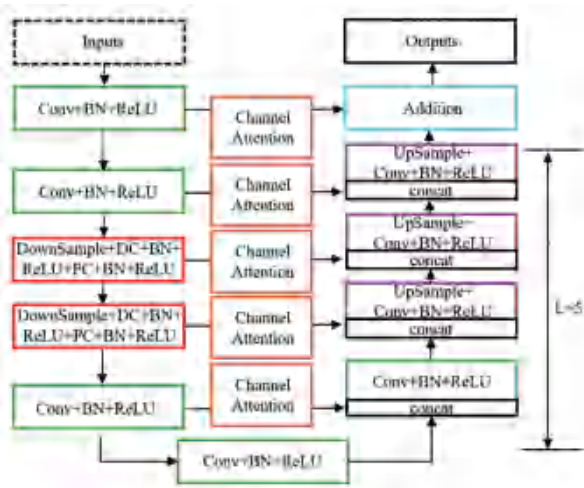 Inputs
Outputs
Conv+BN+ReLU
Channel
Attention
Addition
Conv+BN+ReLU
Channel
Attention
UpSample+
Conv+BN+ReLU
concat
DownSample+DC+BN+
ReLU+PC+BN+ReLU
Channel
Attention
UpSample+
Conv+BN+ReLU
concat
DownSample+DC+BN+
ReLU+PC+BN+ReLU
Channel
Attention
UpSample+
Conv+BN+ReLU
concat
L=5
Conv+BN+ReLU
Channel
Attention
Conv+BN+ReLU
concat
Conv+BN+ReLU